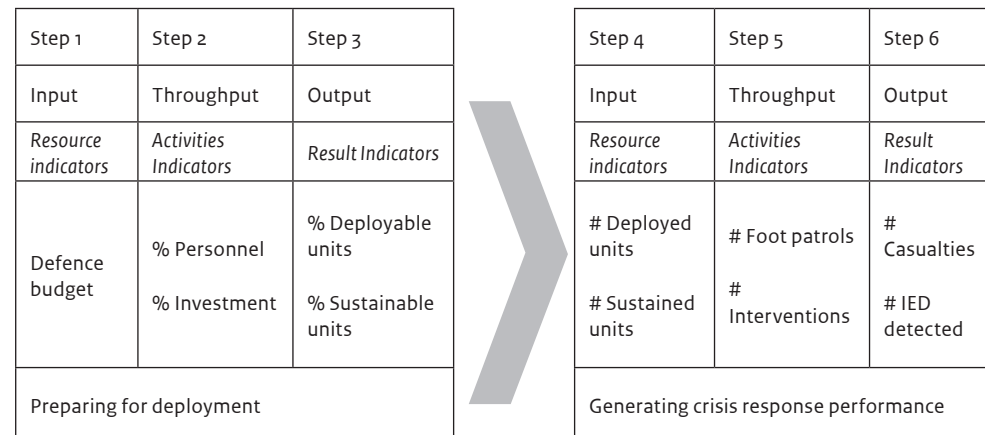 Step 1
Step 2
Step 3
Input
Throughput
Output
Resource
indicators
Activities
Indicators
Result Indicators
Defence
budget
% Personnel
% Investment
% Deployable
units
% Sustainable
units
Preparing for deployment
Step 4
Step 5
Step 6
Input
Throughput
Output
Resource
indicators
Activities
Indicators
Result
Indicators
# Deployed
units
# Sustained
units
# Foot patrols
#
Interventions
#
Casualties
# IED
detected
Generating crisis response performance